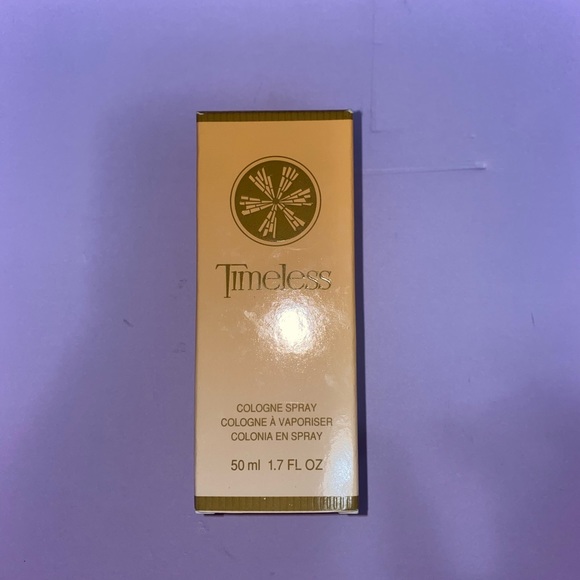 Timeless
COLOGNE SPRAY
COLOGNE À VAPORISER
COLONIA EN SPRAY
50 ml 1.7 FL OZ